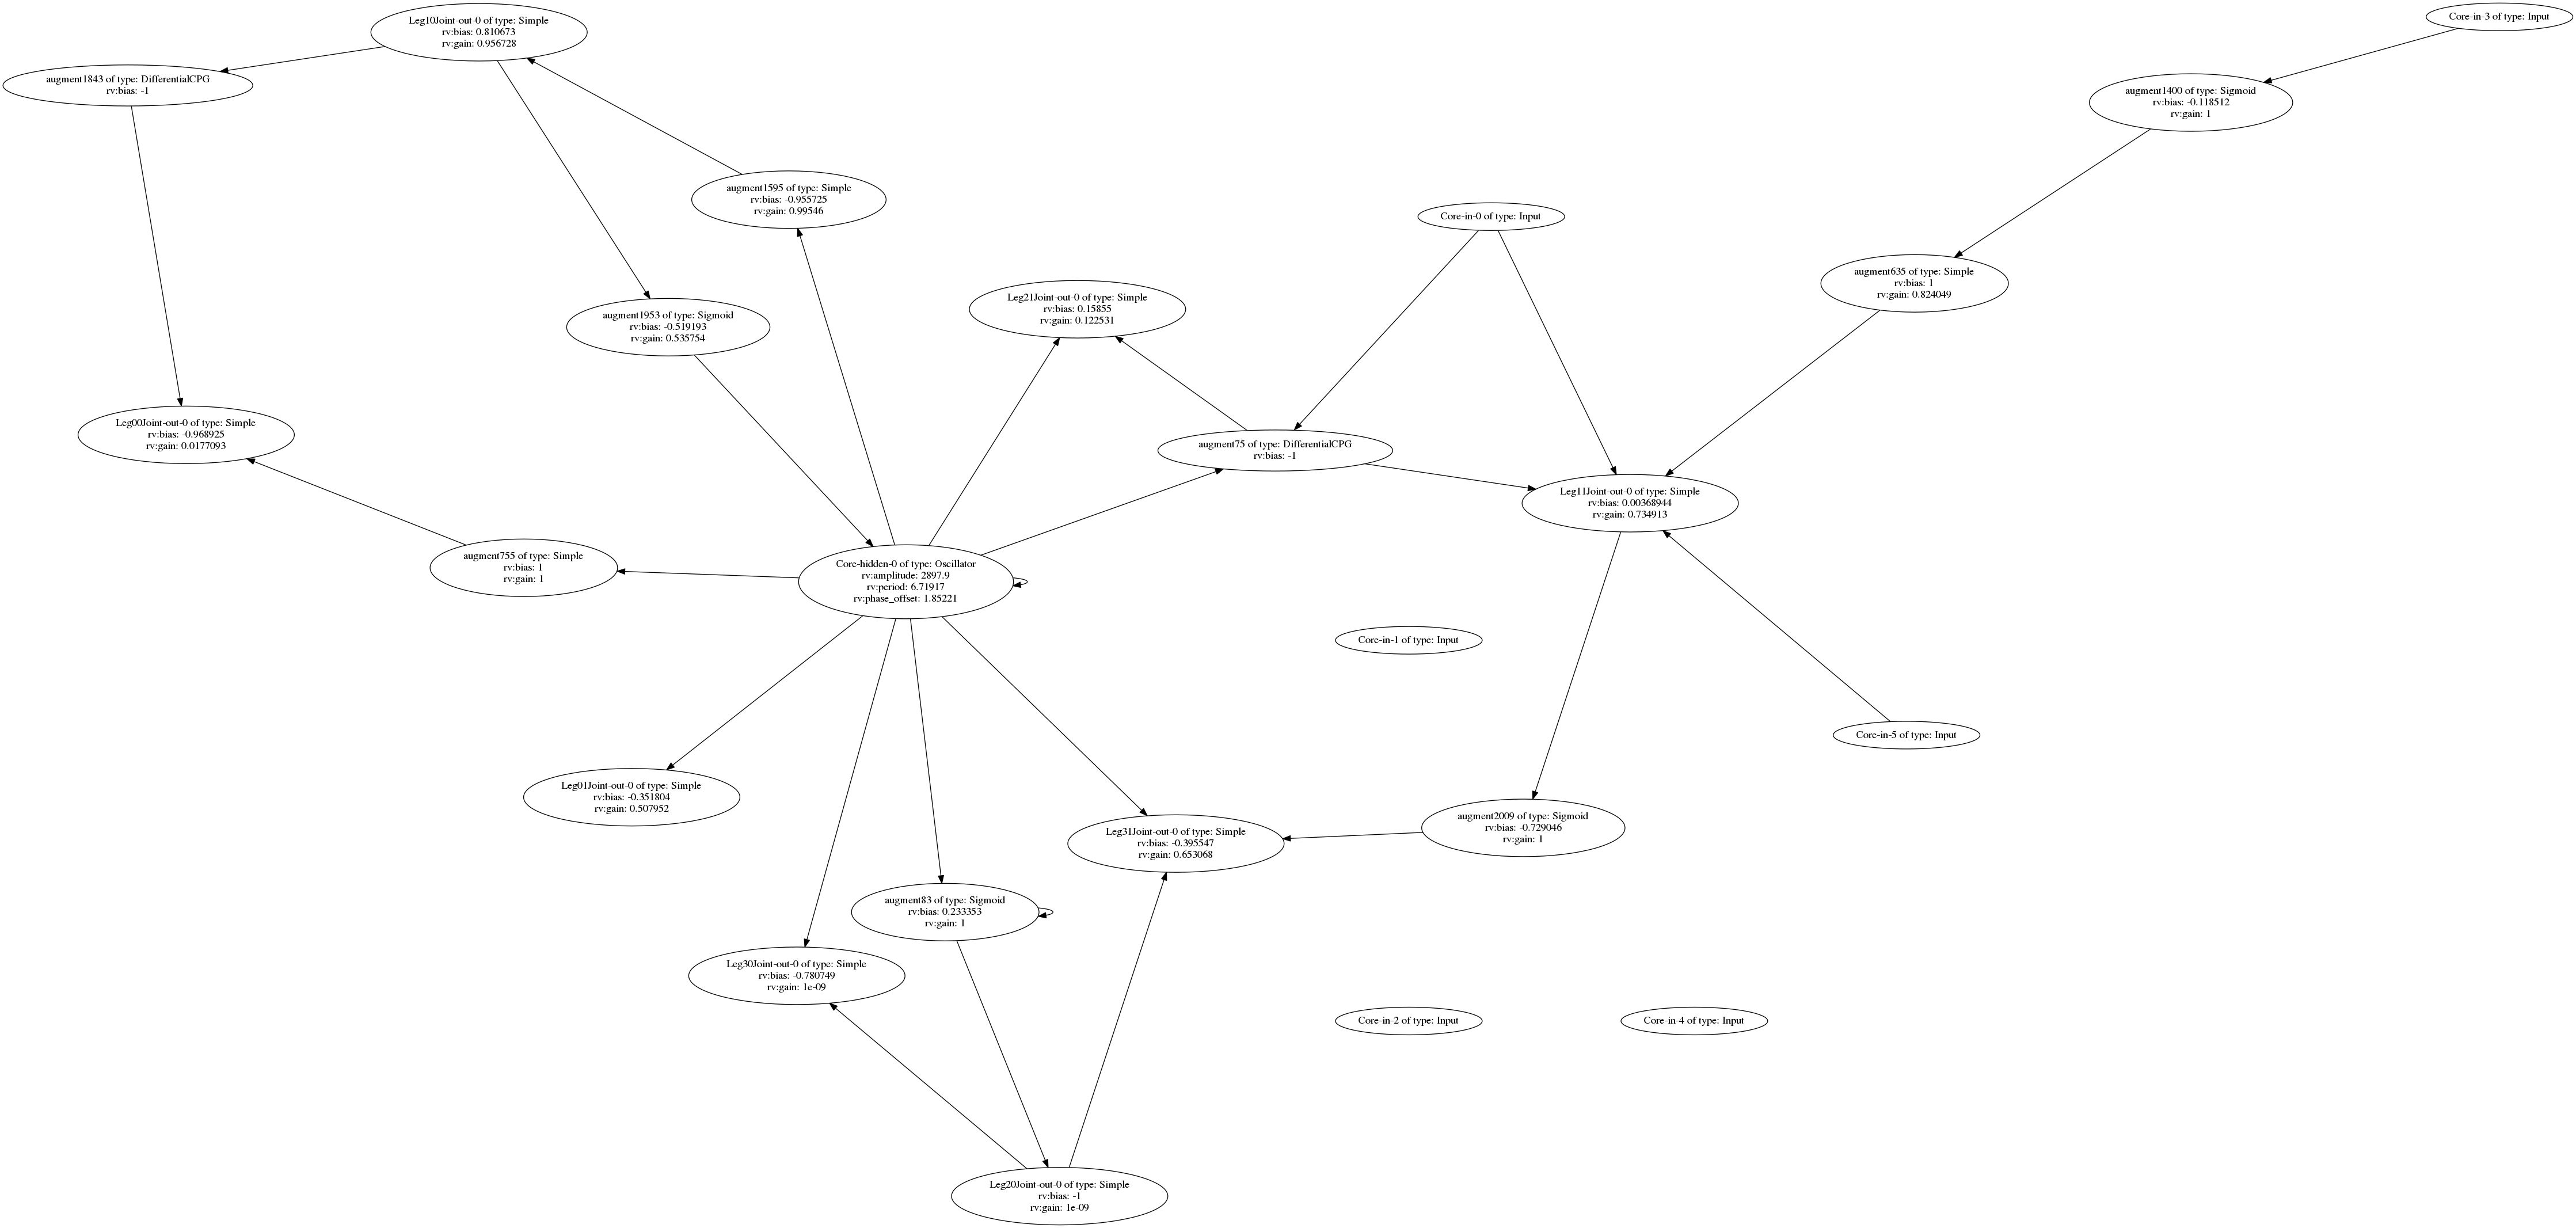 Leg10Joint-out-0 of type: Simple
rv:bias: 0.810673
rv:gain: 0.956728
Core-in-3 of type: Input
augment1843 of type: DifferentialCPG
rv:bias: -1
augment1400 of type: Sigmoid
rv:bias: -0.118512
rv:gain: 1
augment1595 of type: Simple
rv:bias: -0.955725
rv:gain: 0.99546
Core-in-0 of type: Input
augment635 of type: Simple
rv:bias: 1
rv:gain: 0.824049
Leg21Joint-out-0 of type: Simple
rv:bias: 0.15855
rv:gain: 0.122531
augment1953 of type: Sigmoid
rv:bias: -0.519193
rv:gain: 0.535754
Leg00Joint-out-0 of type: Simple
rv:bias: -0.968925
rv:gain: 0.0177093
augment75 of type: DifferentialCPG
rv:bias: -1
Leg11Joint-out-0 of type: Simple
rv:bias: 0.00368944
rv:gain: 0.734913
augment755 of type: Simple
rv:bias: 1
rv:gain: 1
Core-hidden-0 of type: Oscillator
rv:amplitude: 2897.9
rv:period: 6.71917
rv:phase_offset: 1.85221
Core-in-1 of type: Input
Core-in-5 of type: Input
Leg01Joint-out-0 of type: Simple
rv:bias: -0.351804
rv:gain: 0.507952
Leg31Joint-out-0 of type: Simple
rv:bias: -0.395547
rv:gain: 0.653068
augment2009 of type: Sigmoid
rv:bias: -0.729046
rv:gain: 1
augment83 of type: Sigmoid
rv:bias: 0.233353
rv:gain: 1
Leg30Joint-out-0 of type: Simple
rv:bias: -0.780749
rv:gain: 1e-09
Core-in-2 of type: Input
Core-in-4 of type: Input
Leg20Joint-out-0 of type: Simple
rv:bias: -1
rv:gain: 1e-09